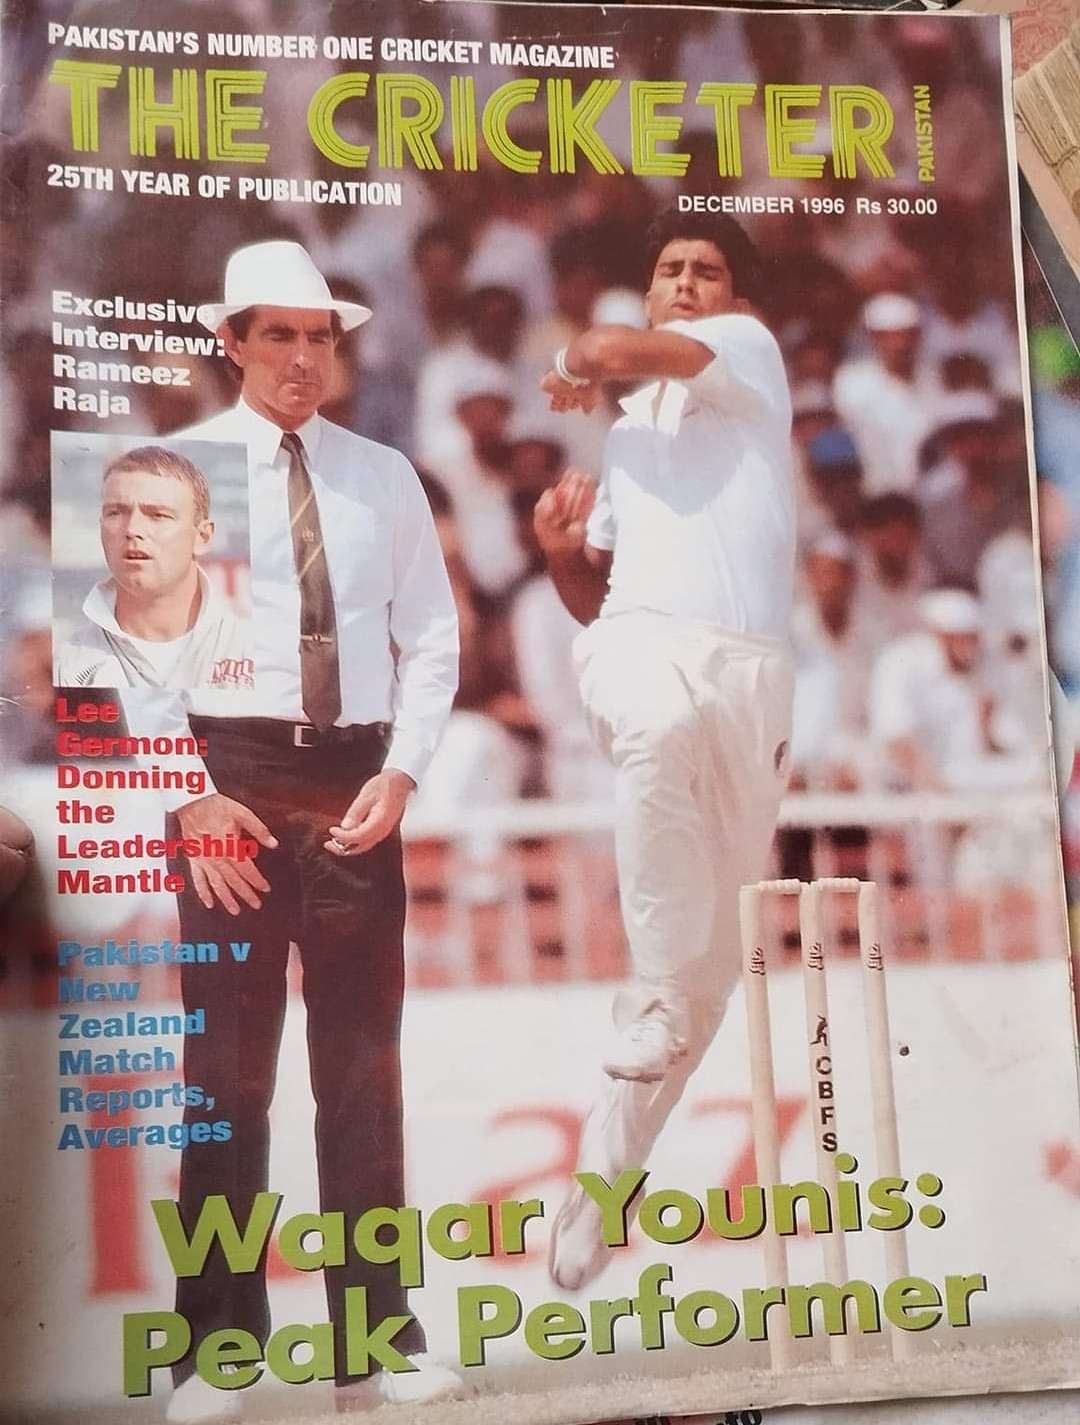 PAKISTAN'S NUMBER ONE CRICKET MAGAZINE
THE CRICKETER
PAKISTAN
25TH YEAR OF PUBLICATION
DECEMBER 1996 Rs 30.00
Exclusive
Interview:
Rameez
Raja
Lee
Germon:
Donning
the
Leadership
Mantle
Pakistan v
New
Zealand
Match
Reports,
Averages
C
B
F
S
Waqar Younis:
Peak Performer